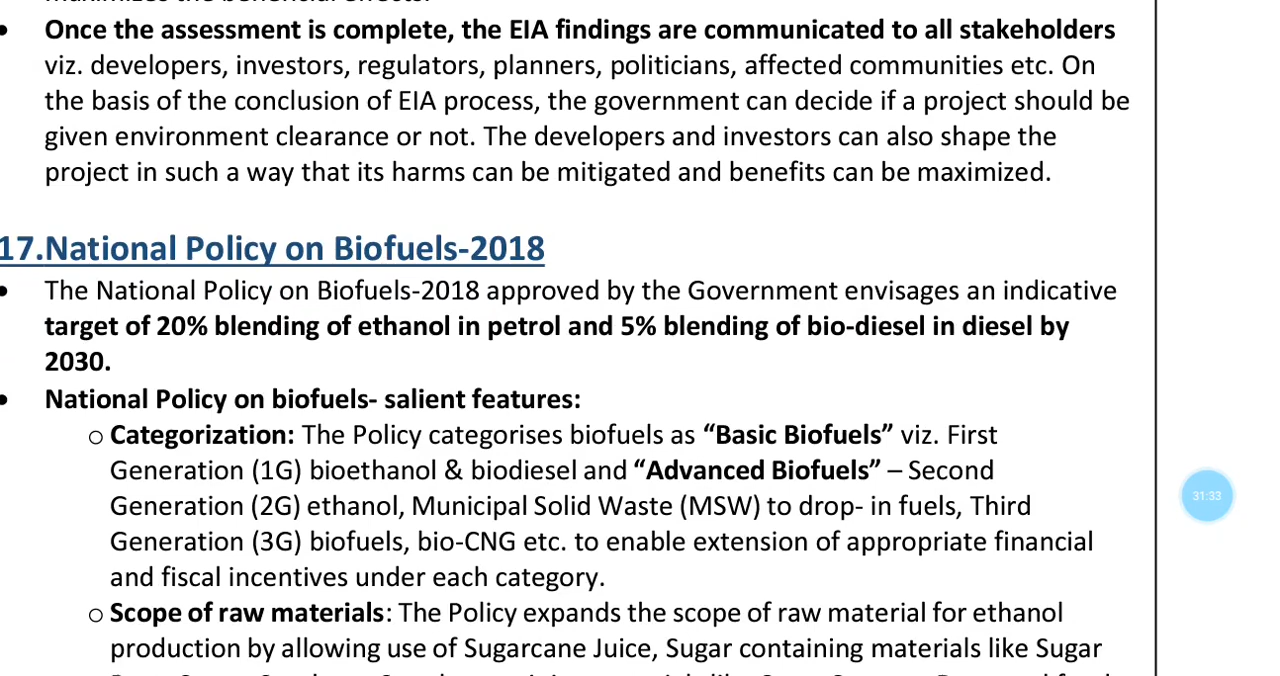 • Once the assessment is complete, the EIA findings are communicated to all stakeholders
viz. developers, investors, regulators, planners, politicians, affected communities etc. On
the basis of the conclusion of EIA process, the government can decide if a project should be
given environment clearance or not. The developers and investors can also shape the
project in such a way that its harms can be mitigated and benefits can be maximized.
17.National Policy on Biofuels-2018
• The National Policy on Biofuels-2018 approved by the Government envisages an indicative
target of 20% blending of ethanol in petrol and 5% blending of bio-diesel in diesel by
2030.
• National Policy on biofuels- salient features:
o Categorization: The Policy categorises biofuels as “Basic Biofuels” viz. First
Generation (1G) bioethanol & biodiesel and “Advanced Biofuels” – Second
Generation (2G) ethanol, Municipal Solid Waste (MSW) to drop- in fuels, Third
Generation (3G) biofuels, bio-CNG etc. to enable extension of appropriate financial
and fiscal incentives under each category.
31:33
o Scope of raw materials: The Policy expands the scope of raw material for ethanol
production by allowing use of Sugarcane Juice, Sugar containing materials like Sugar